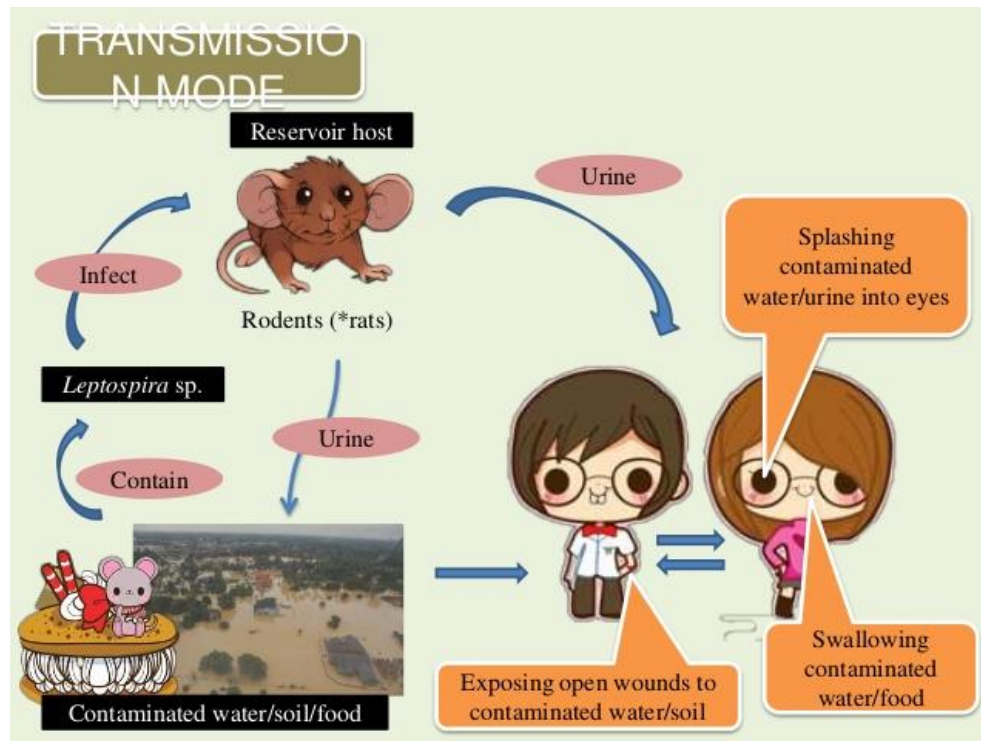 TRANSMISSIO
N MODE
Reservoir host
Urine
Splashing
contaminated
water/urine into eyes
Infect
Rodents (*rats)
Leptospira sp.
Urine
Contain
Swallowing
contaminated
water/food
Exposing open wounds to
contaminated water/soil
Contaminated water/soil/food